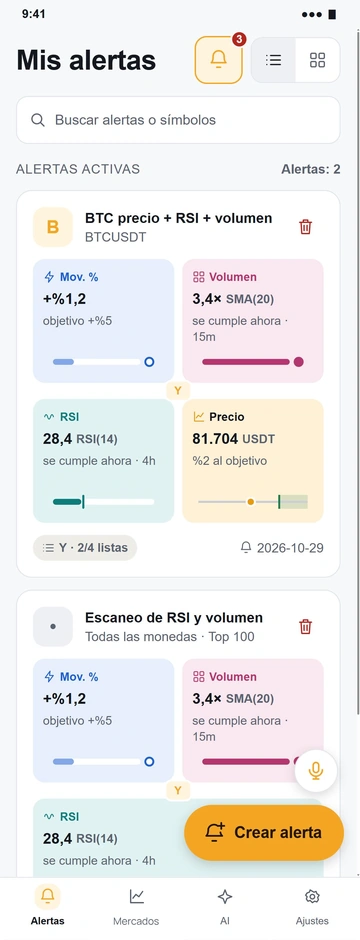 9:41
Mis alertas
3
Buscar alertas o símbolos
ALERTAS ACTIVAS
Alertas: 2
B
BTC precio + RSI + volumen
BTCUSDT
Mov. %
+%1,2
objetivo +%5
Volumen
3,4× SMA(20)
se cumple ahora ·
15m
Y
RSI
28,4 RSI(14)
se cumple ahora · 4h
Precio
81.704 USDT
%2 al objetivo
Y · 2/4 listas
2026-10-29
Escaneo de RSI y volumen
Todas las monedas · Top 100
Mov. %
+%1,2
objetivo +%5
Volumen
3,4× SMA(20)
se cumple ahora ·
15m
Y
RSI
28,4 RSI(14)
se cumple ahora · 4h
Crear alerta
Alertas
Mercados
AI
Ajustes